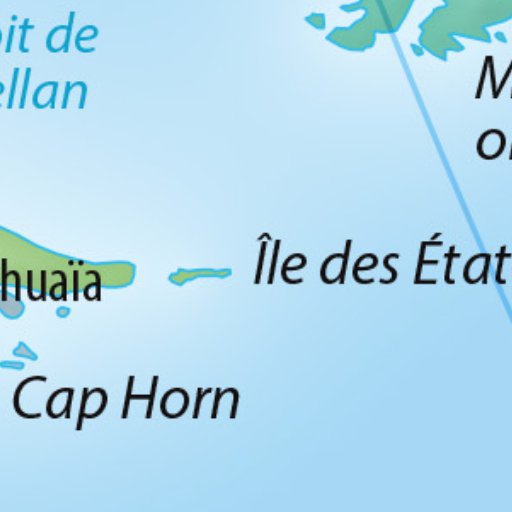 oit de
ellan
M
huaïa
Île des État
Cap Horn